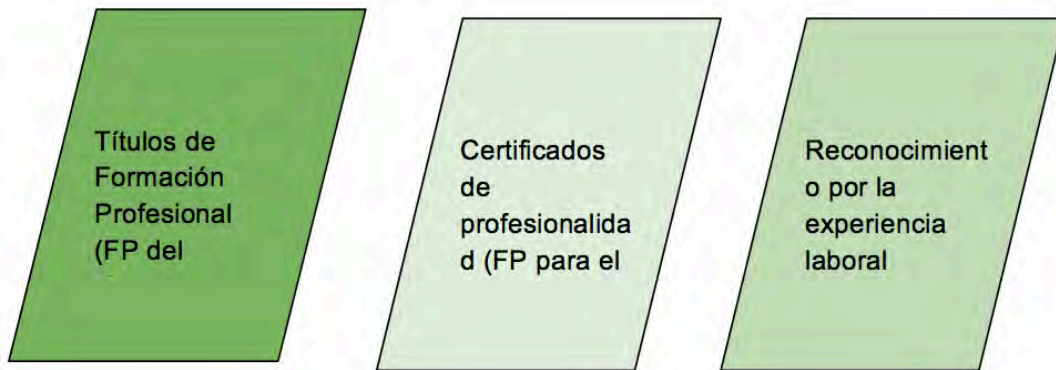 Títulos de
Formación
Profesional
(FP del
Certificados
de
profesionalida
d (FP para el
Reconocimient
o por la
experiencia
laboral